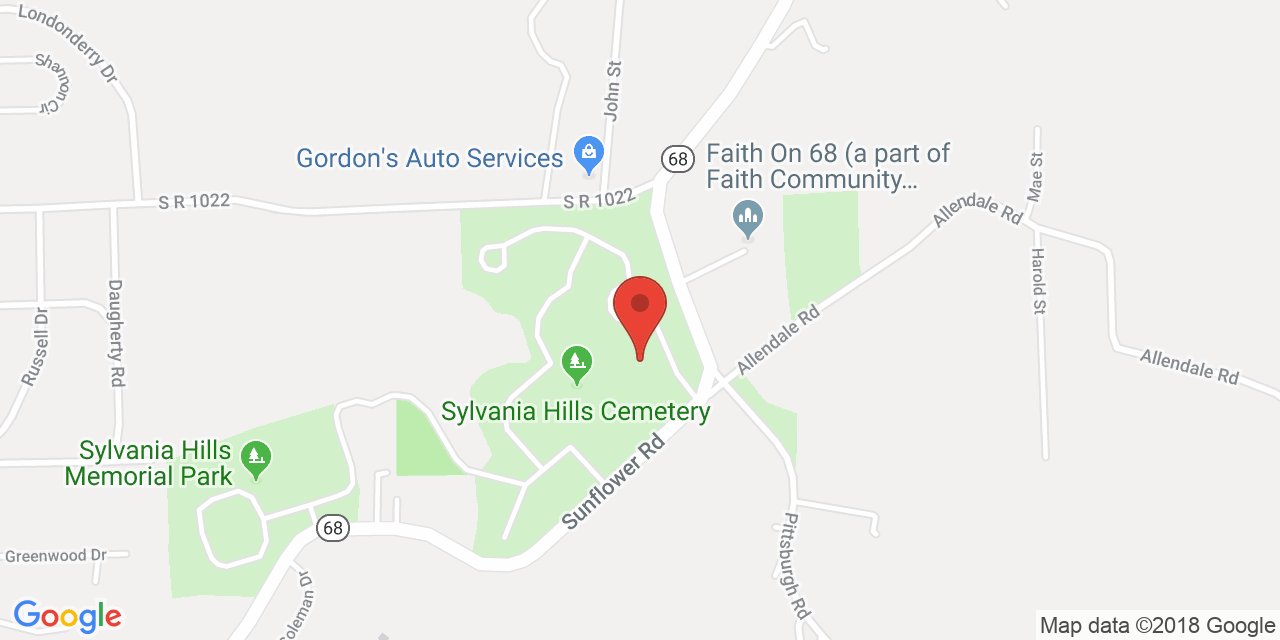 Londonderry Dr
Shannon Cir
John St
Gordon's Auto Services
68
Faith On 68 (a part of
Faith Community...
Mae St
S R 1022
S R 1022
Allendale Rd
Harold St
Daugherty Rd
Russell Dr
Allendale Rd
Allendale Rd
Sylvania Hills Cemetery
Sylvania Hills
Memorial Park
Sunflower Rd
68
Pittsburgh Rd
Greenwood Dr
Coleman Dr
Google
Map data ©2018 Google